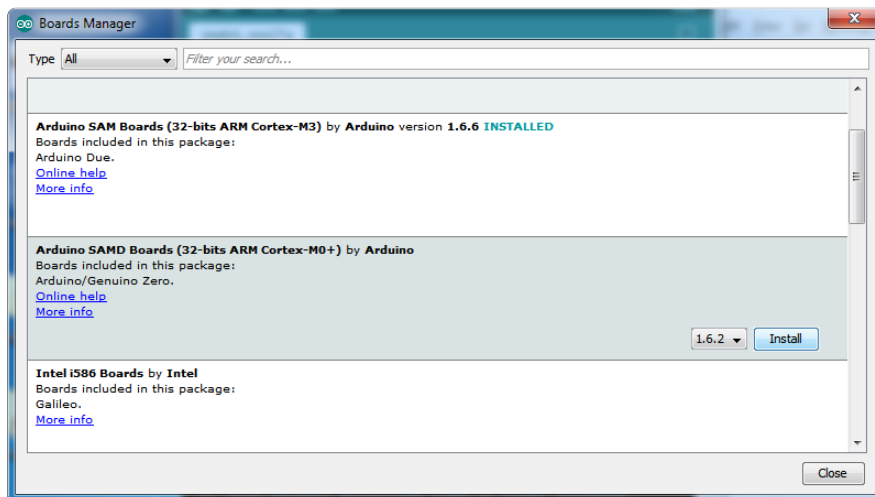 Boards Manager
Type All Filter your search...
Arduino SAM Boards (32-bits ARM Cortex-M3) by Arduino version 1.6.6 INSTALLED
Boards included in this package:
Arduino Due.
Online help
More info
Arduino SAMD Boards (32-bits ARM Cortex-M0+) by Arduino
Boards included in this package:
Arduino/Genuino Zero.
Online help
More info
1.6.2 Install
Intel i586 Boards by Intel
Boards included in this package:
Galileo.
More info
Close